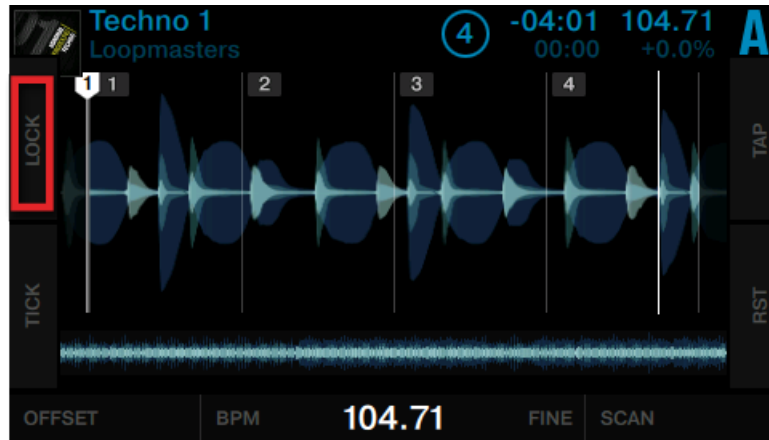 Techno 1
Loopmasters
4
-04:01
00:00
104.71
+0.0%
A
LOCK
TICK
1
1
2
3
4
TAP
RST
OFFSET
BPM
104.71
FINE
SCAN